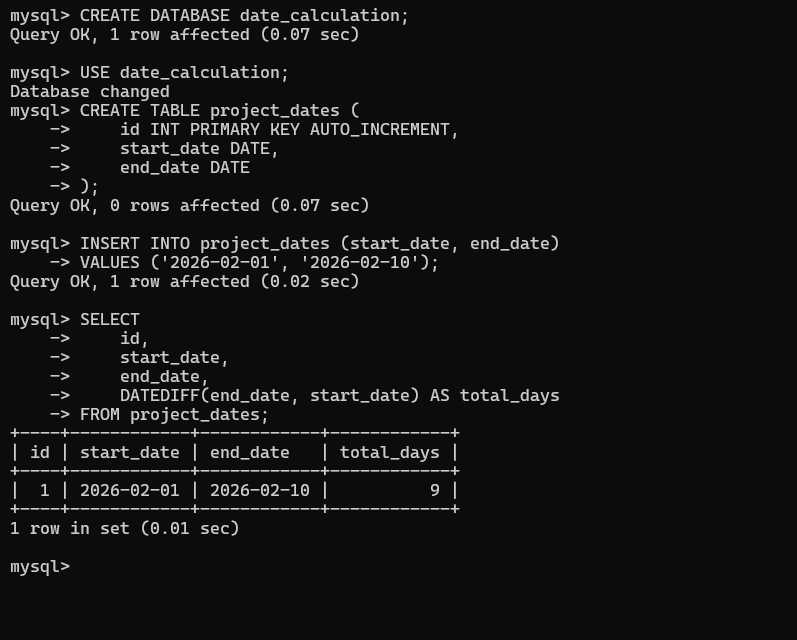 mysql> CREATE DATABASE date_calculation;
Query OK, 1 row affected (0.07 sec)

mysql> USE date_calculation;
Database changed
mysql> CREATE TABLE project_dates (
    ->     id INT PRIMARY KEY AUTO_INCREMENT,
    ->     start_date DATE,
    ->     end_date DATE
    -> );
Query OK, 0 rows affected (0.07 sec)

mysql> INSERT INTO project_dates (start_date, end_date)
    -> VALUES ('2026-02-01', '2026-02-10');
Query OK, 1 row affected (0.02 sec)

mysql> SELECT
    ->     id,
    ->     start_date,
    ->     end_date,
    ->     DATEDIFF(end_date, start_date) AS total_days
    -> FROM project_dates;
+----+------------+------------+------------+
| id | start_date | end_date   | total_days |
+----+------------+------------+------------+
|  1 | 2026-02-01 | 2026-02-10 |          9 |
+----+------------+------------+------------+
1 row in set (0.01 sec)

mysql>